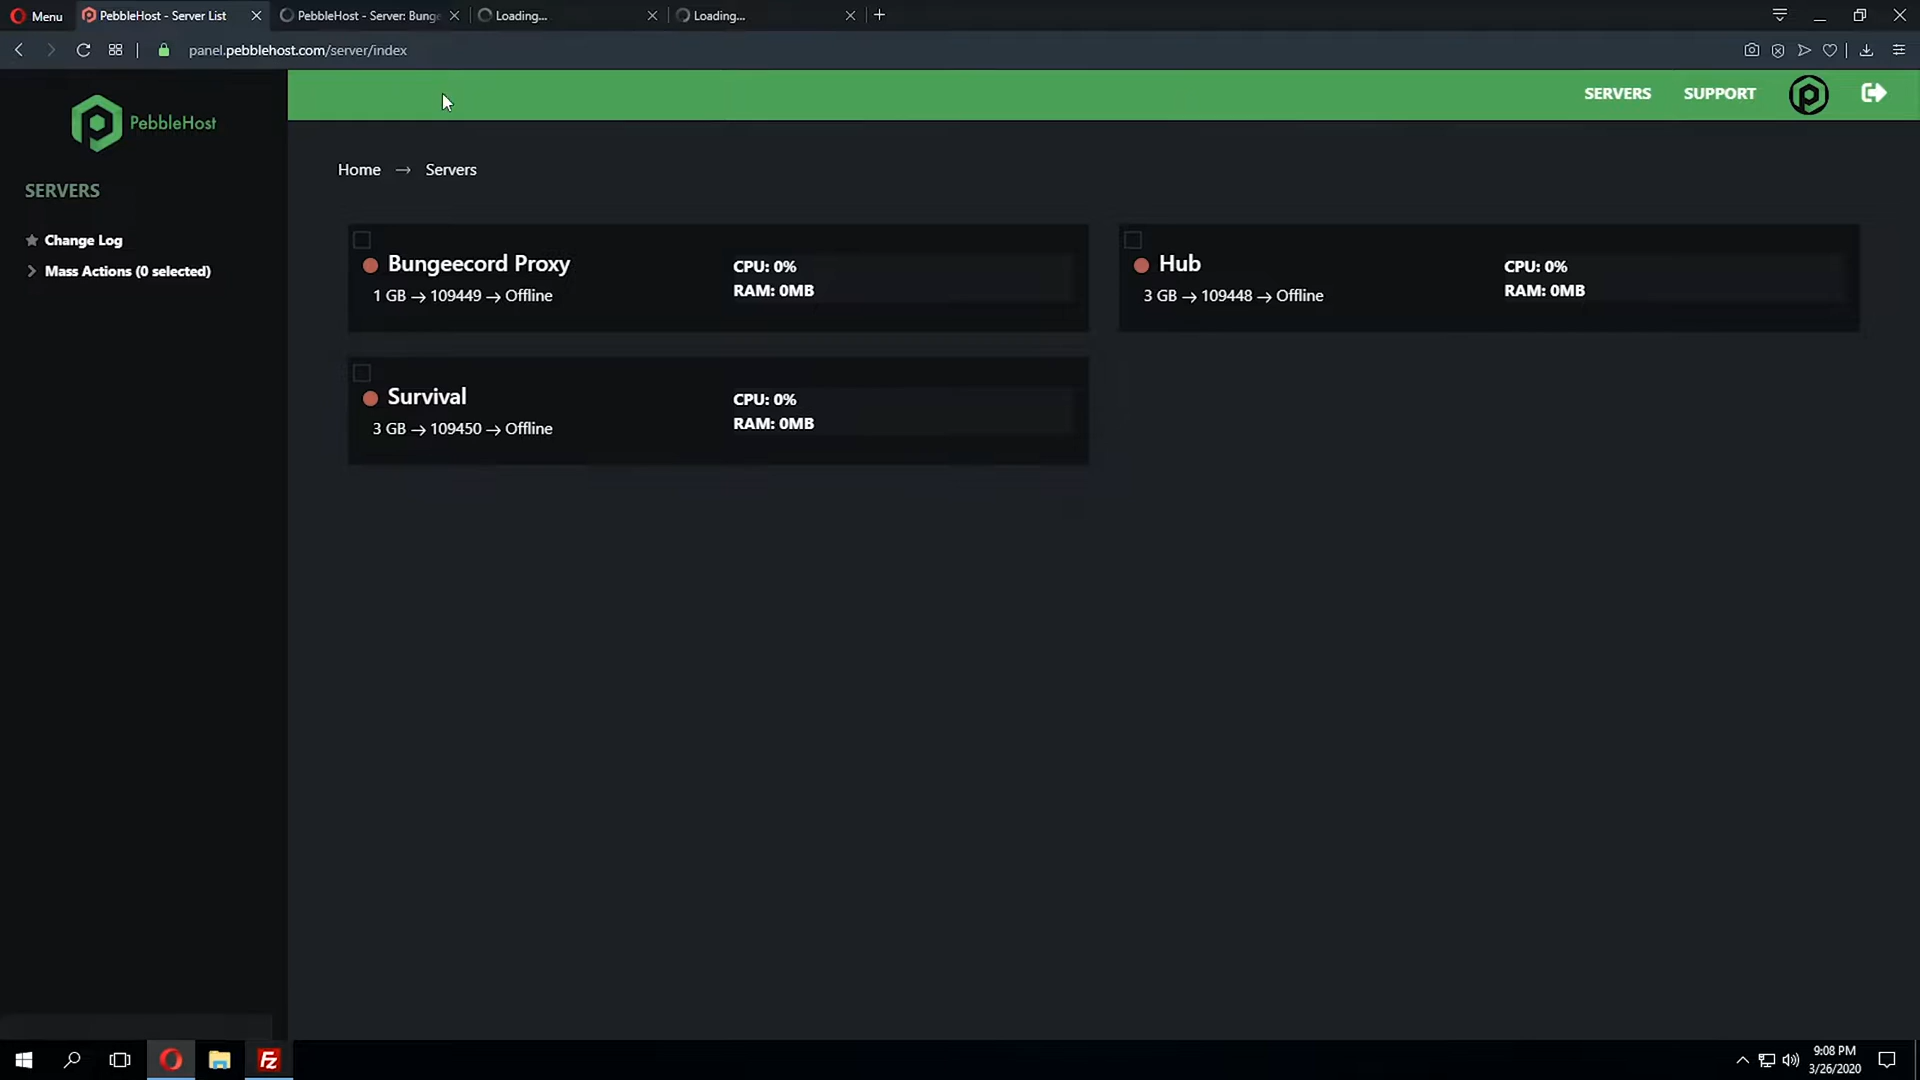 Menu
PebbleHost - Server List
PebbleHost - Server: Bung
Loading...
Loading...
panel.pebblehost.com/server/index
PebbleHost
SERVERS
SUPPORT
SERVERS
Change Log
Mass Actions (0 selected)
Home → Servers
Bungeecord Proxy
1 GB → 109449 → Offline
CPU: 0%
RAM: 0MB
Hub
3 GB → 109448 → Offline
CPU: 0%
RAM: 0MB
Survival
3 GB → 109450 → Offline
CPU: 0%
RAM: 0MB
9:08 PM
3/26/2020